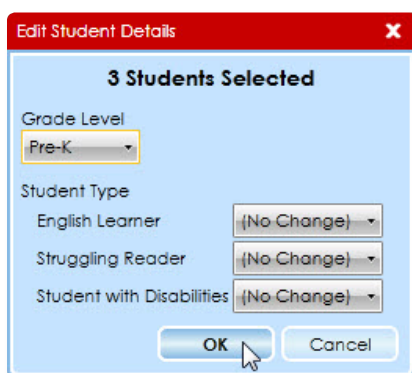 Edit Student Details
3 Students Selected
Grade Level
Pre-K
Student Type
English Learner (No Change)
Struggling Reader (No Change)
Student with Disabilities (No Change)
OK Cancel